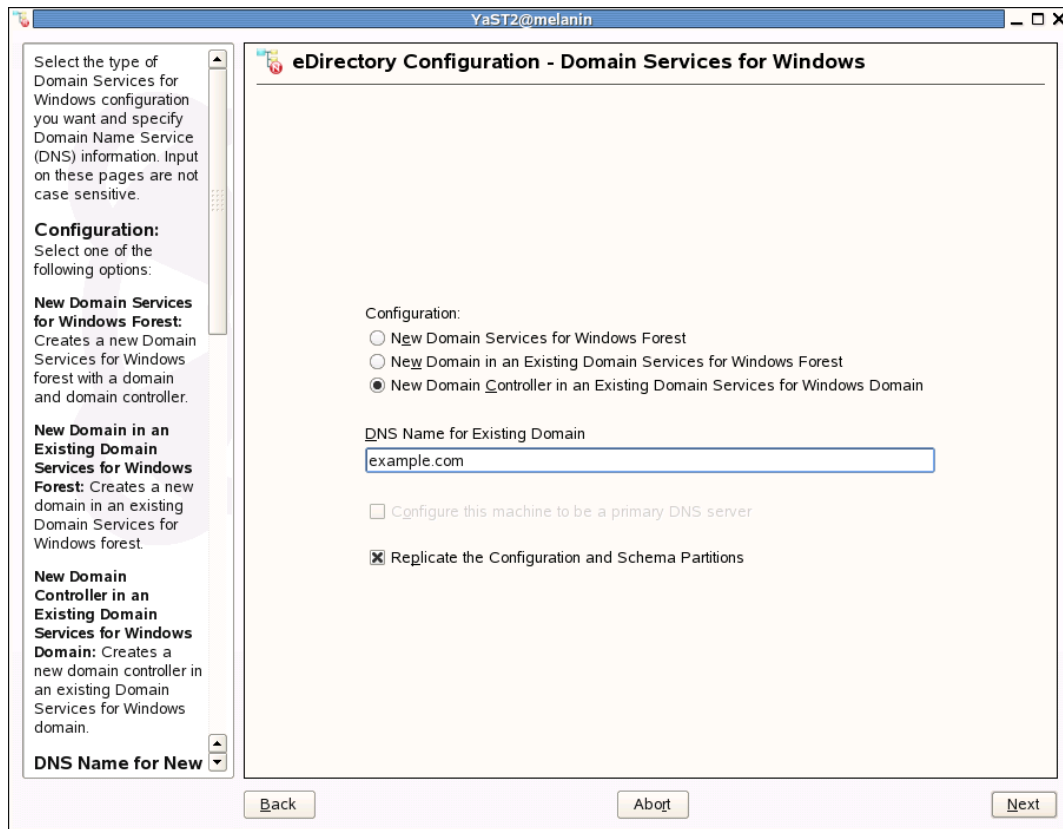 YaST2@melanin
Select the type of
Domain Services for
Windows configuration
you want and specify
Domain Name Service
(DNS) information. Input
on these pages are not
case sensitive.
Configuration:
Select one of the
following options:
New Domain Services
for Windows Forest:
Creates a new Domain
Services for Windows
forest with a domain
and domain controller.
New Domain in an
Existing Domain
Services for Windows
Forest: Creates a new
domain in an existing
Domain Services for
Windows forest.
New Domain
Controller in an
Existing Domain
Services for Windows
Domain: Creates a
new domain controller in
an existing Domain
Services for Windows
domain.
DNS Name for New
eDirectory Configuration - Domain Services for Windows
Configuration:
New Domain Services for Windows Forest
New Domain in an Existing Domain Services for Windows Forest
New Domain Controller in an Existing Domain Services for Windows Domain
DNS Name for Existing Domain
example.com
Configure this machine to be a primary DNS server
Replicate the Configuration and Schema Partitions
Back
Abort
Next